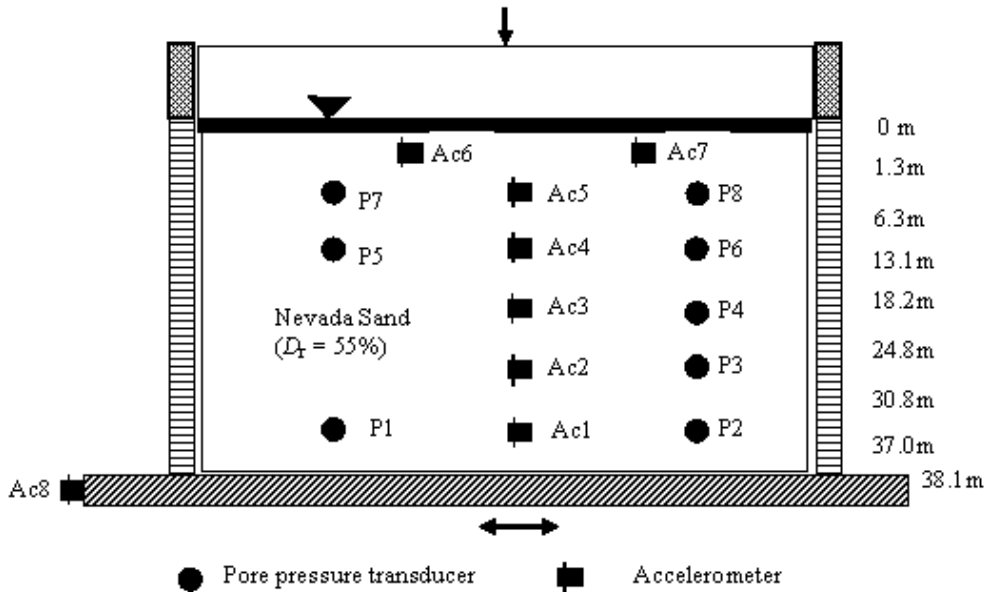 0 m
Ac6
Ac7
1.3m
P7
Ac5
P8
6.3m
P5
Ac4
P6
13.1m
Nevada Sand
(Dr = 55%)
Ac3
P4
18.2m
Ac2
P3
24.8m
30.8m
P1
Ac1
P2
37.0m
Ac8
38.1m
Pore pressure transducer
Accelerometer